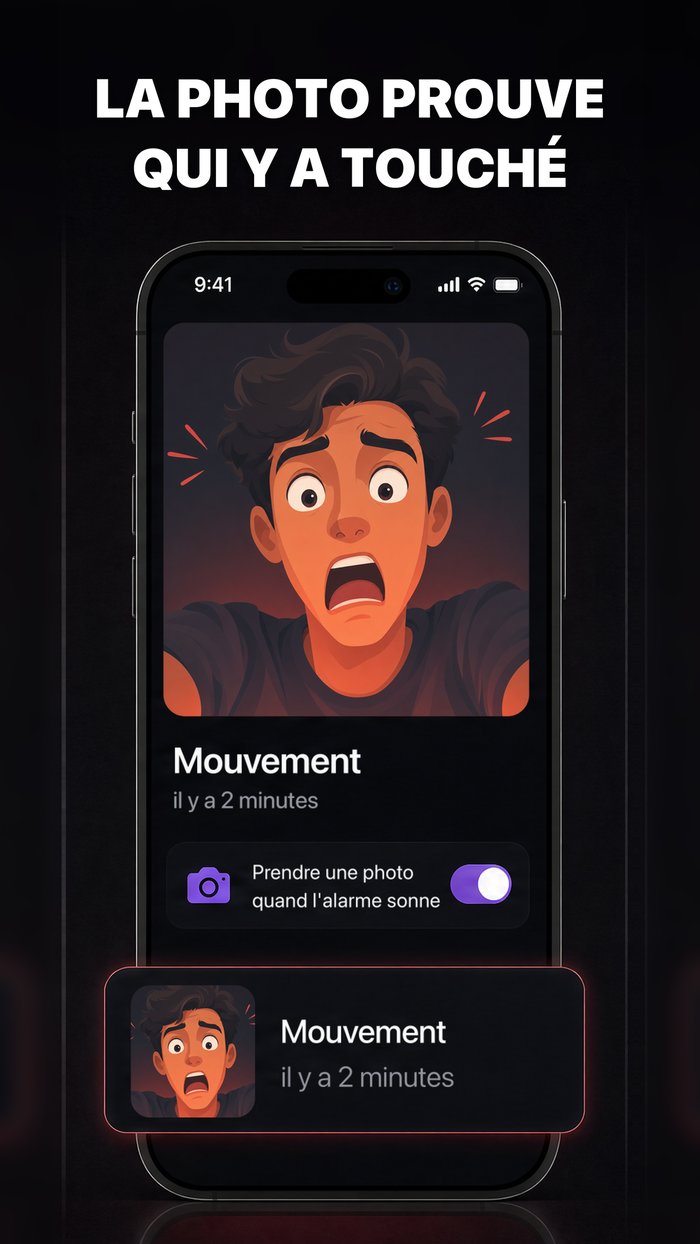 LA PHOTO PROUVE
QUI Y A TOUCHÉ
9:41
Mouvement
il y a 2 minutes
Prendre une photo
quand l'alarme sonne
Mouvement
il y a 2 minutes